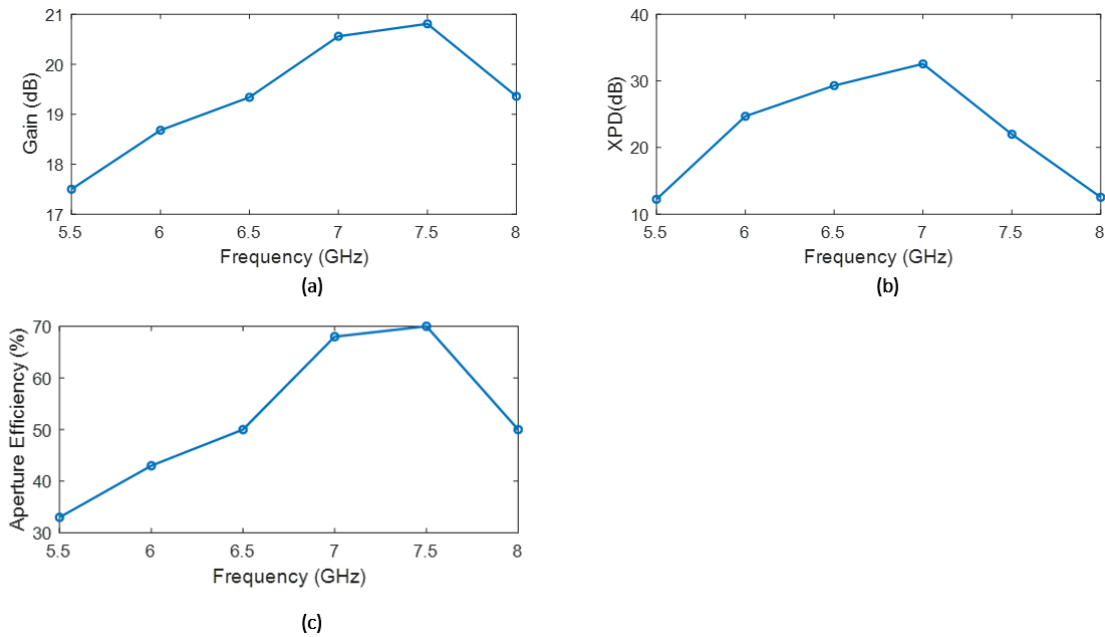 21
20
19
18
17
Gain (dB)
5.5 6 6.5 7 7.5 8
Frequency (GHz)
(a)
40
30
20
10
XPD(dB)
5.5 6 6.5 7 7.5 8
Frequency (GHz)
(b)
70
60
50
40
30
Aperture Efficiency (%)
5.5 6 6.5 7 7.5 8
Frequency (GHz)
(c)